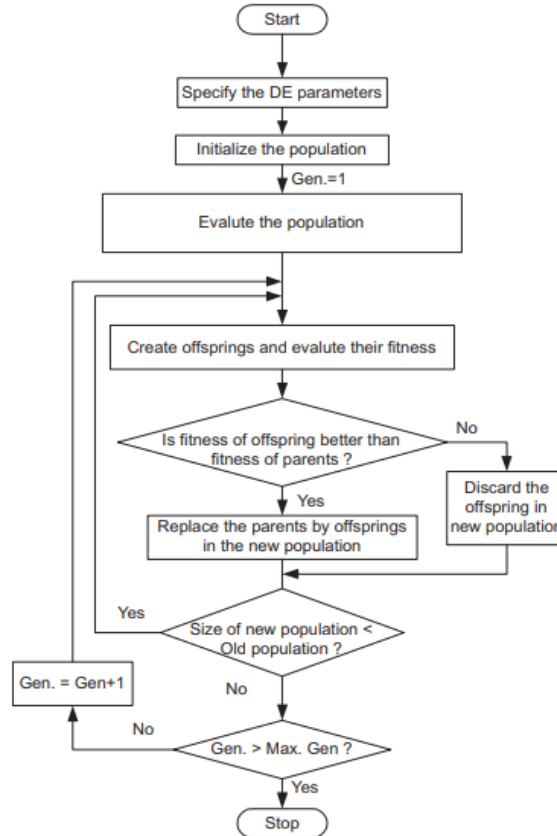 Start
Specify the DE parameters
Initialize the population
Gen.=1
Evalute the population
Create offsprings and evaluate their fitness
Is fitness of offspring better than
fitness of parents ?
No
Yes
Discard the
offspring in
new population
Replace the parents by offsprings
in the new population
Yes
Size of new population <
Old population ?
Gen. = Gen+1
No
No
Gen. > Max. Gen ?
Yes
Stop